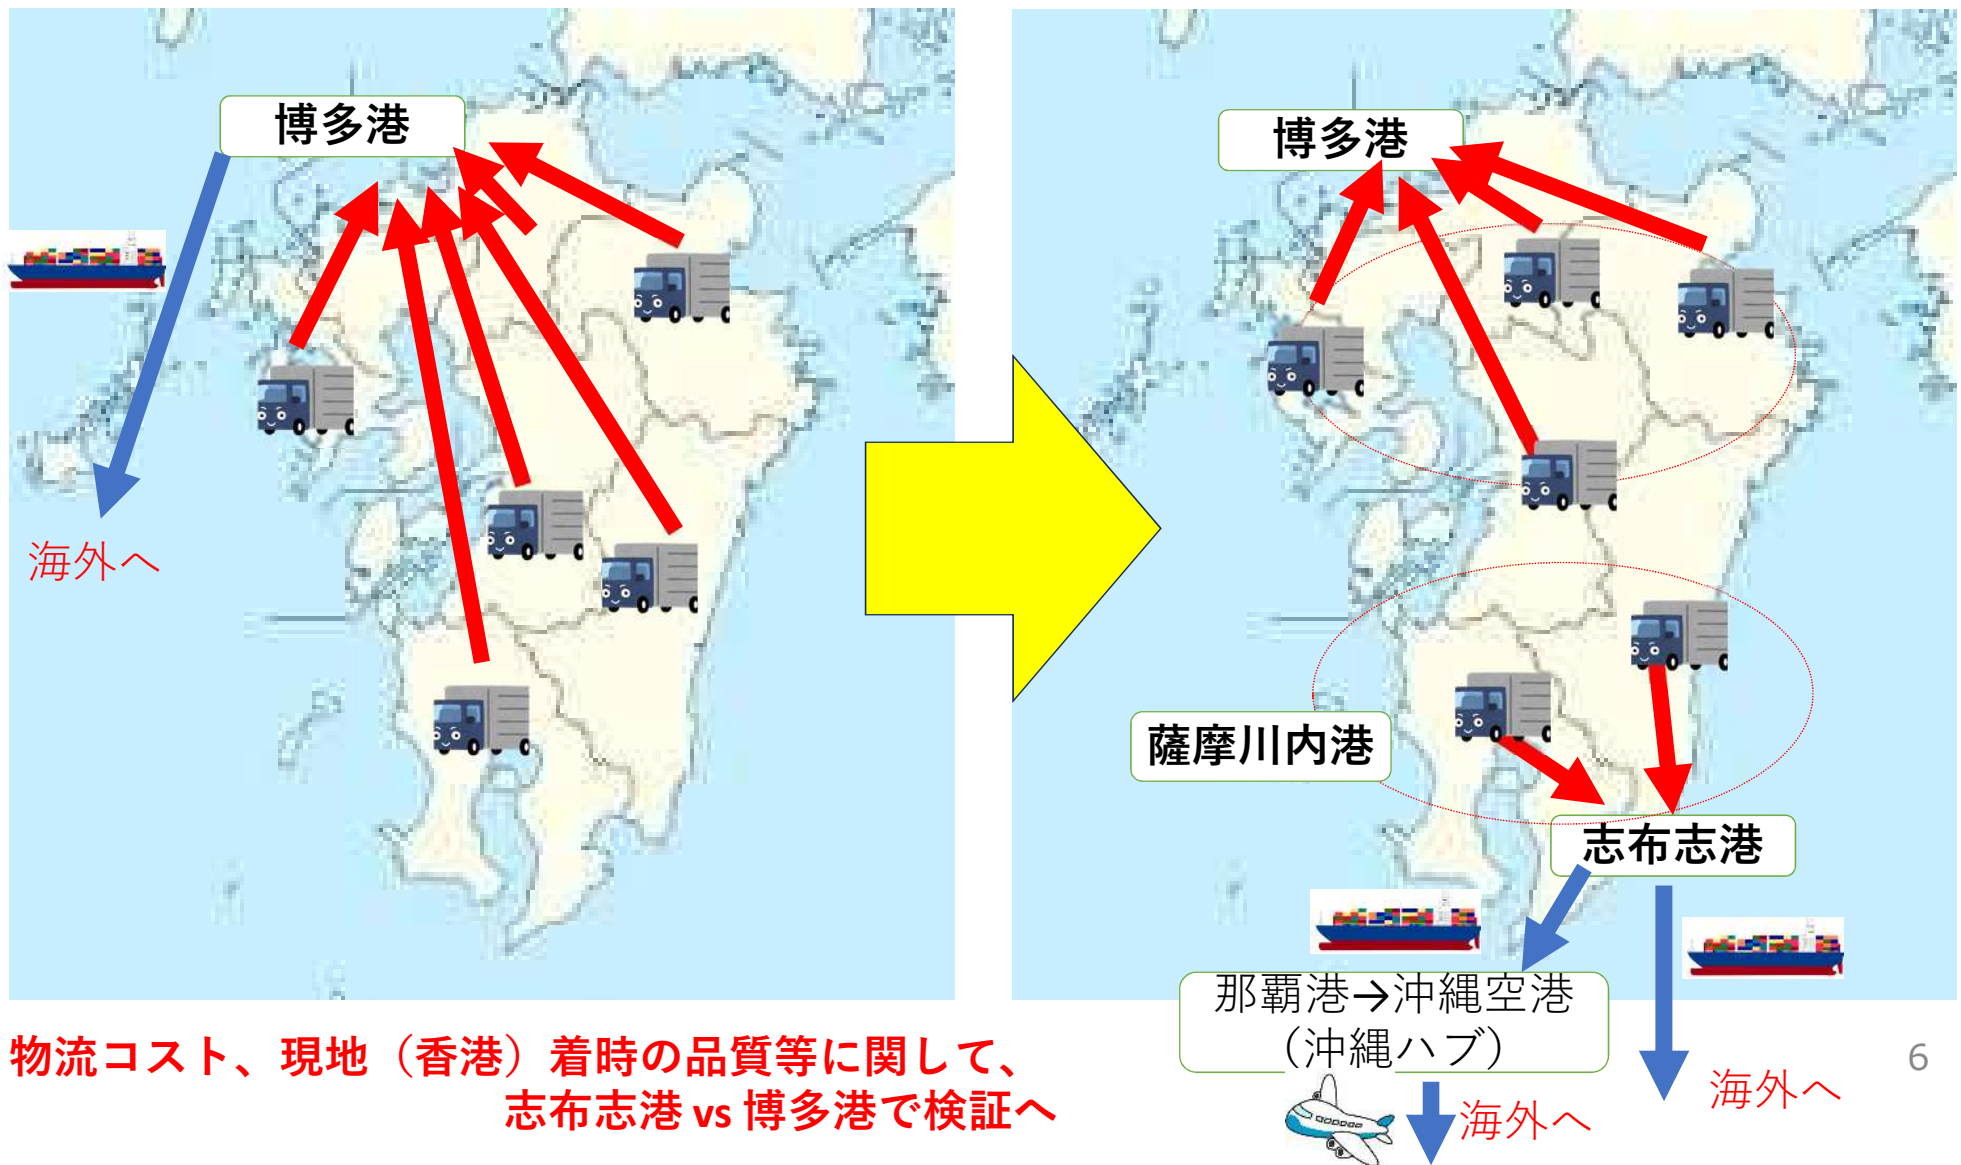 博多港
海外へ
博多港
薩摩川内港
志布志港
那覇港→沖縄空港
（沖縄ハブ）
海外へ
海外へ
物流コスト、現地（香港）着時の品質等に関して、
志布志港 vs 博多港で検証へ
6